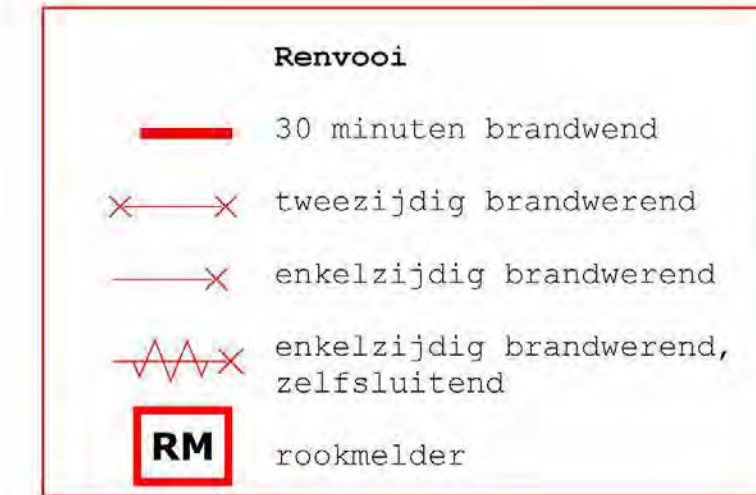 Renvooi
30 minuten brandwend
tweezijdig brandwerend
enkelzijdig brandwerend
enkelzijdig brandwerend,
zelfsluitend
RM rookmelder